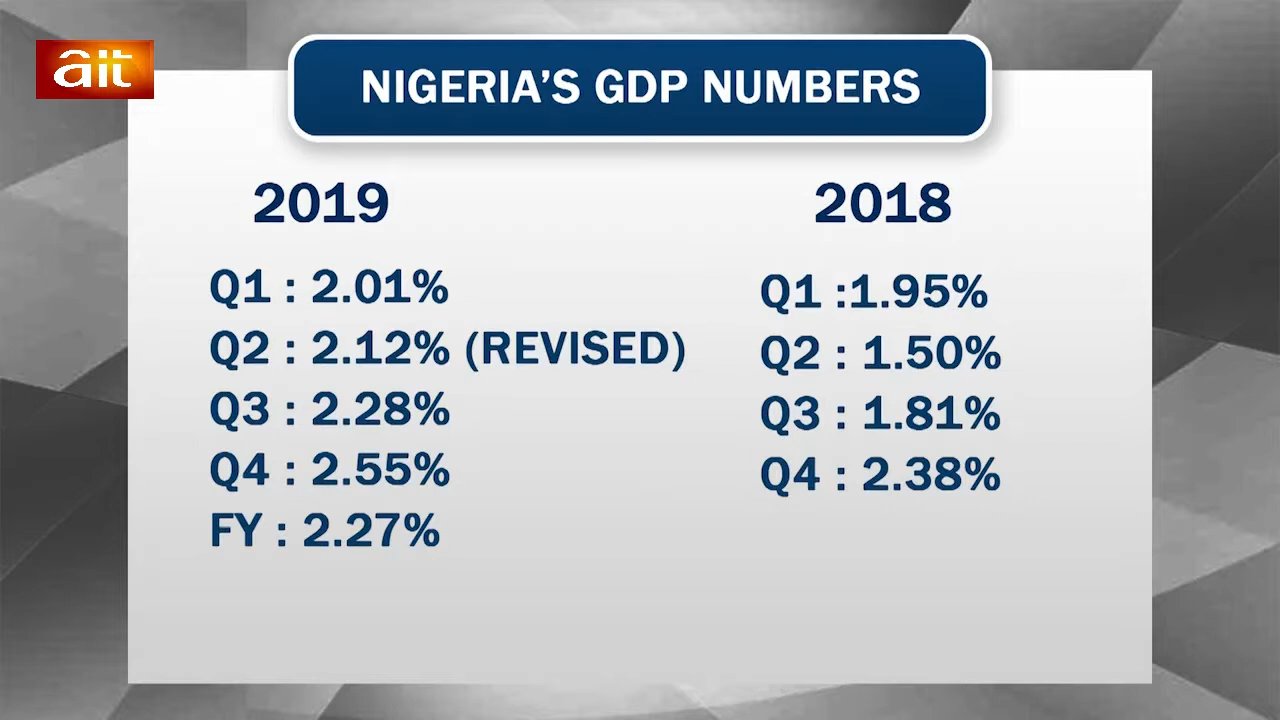 ait
NIGERIA'S GDP NUMBERS
2019
Q1 : 2.01%
Q2 : 2.12% (REVISED)
Q3 : 2.28%
Q4 : 2.55%
FY : 2.27%
2018
Q1 :1.95%
Q2 : 1.50%
Q3 : 1.81%
Q4 : 2.38%